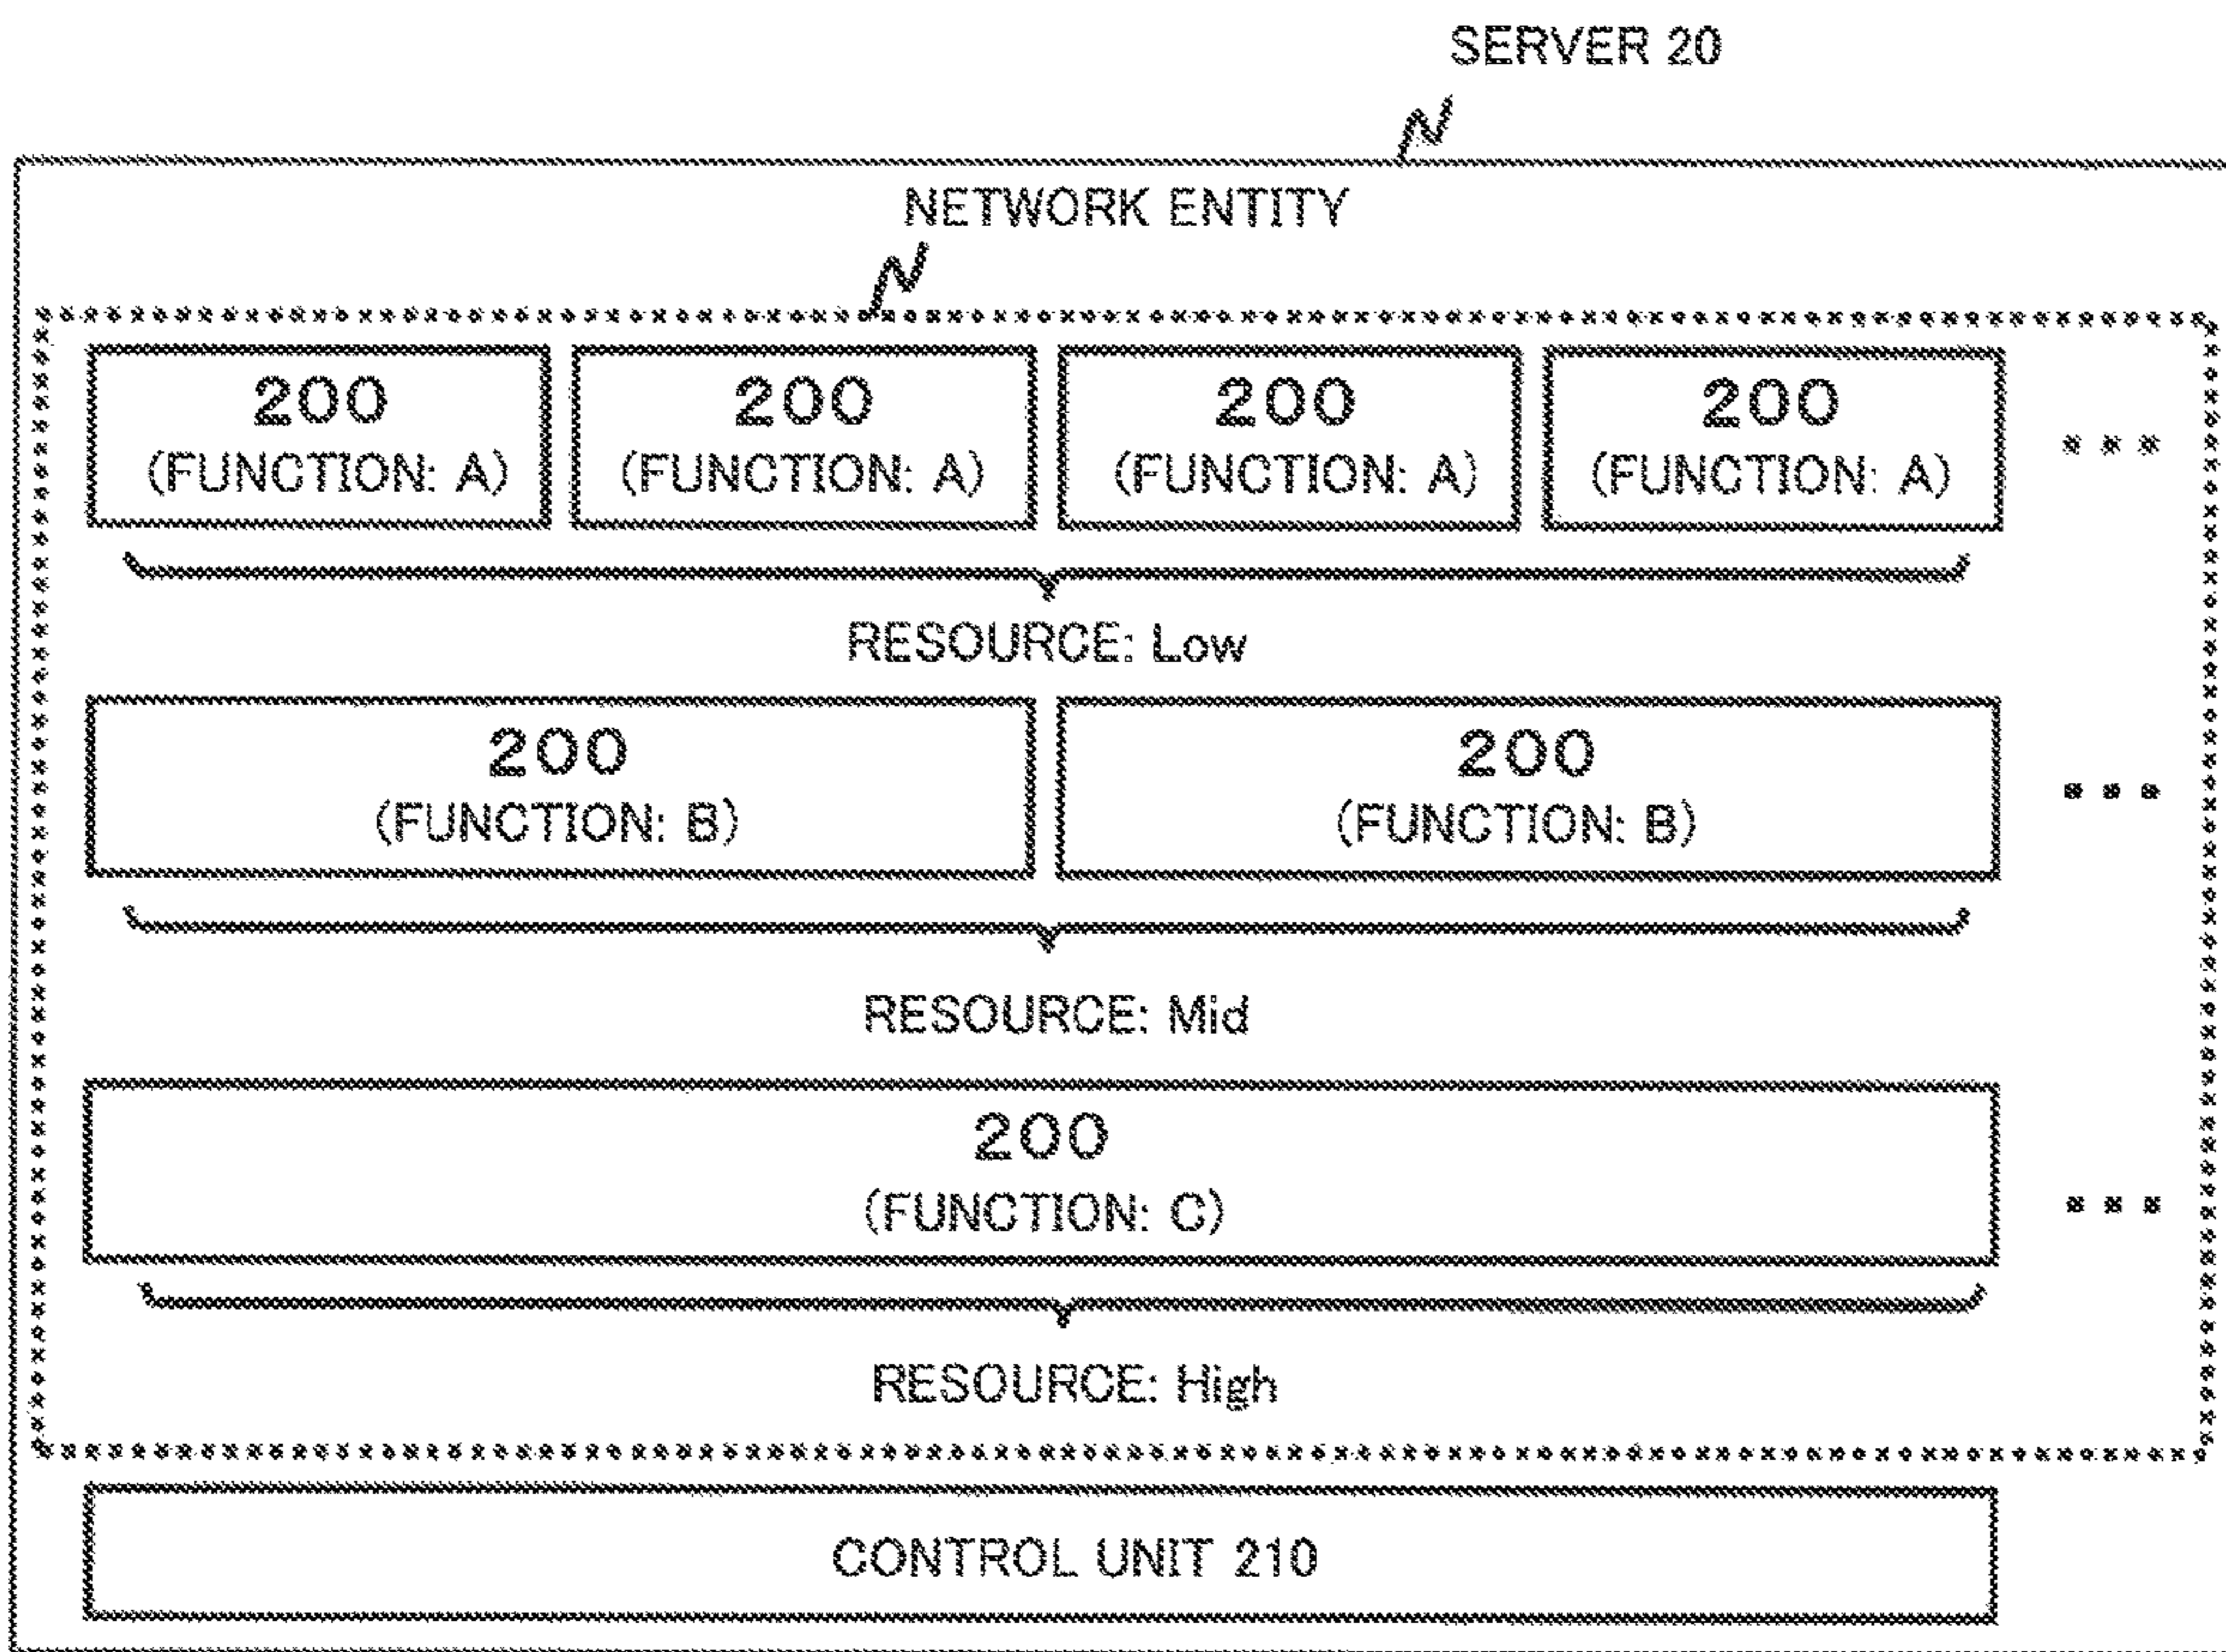 SERVER 20
NETWORK ENTITY
200 200 200 200
(FUNCTION: A) (FUNCTION: A) (FUNCTION: A) (FUNCTION: A)
RESOURCE: Low
200 200
(FUNCTION: B) (FUNCTION: B)
RESOURCE: Mid
200
(FUNCTION: C)
RESOURCE: High
CONTROL UNIT 210